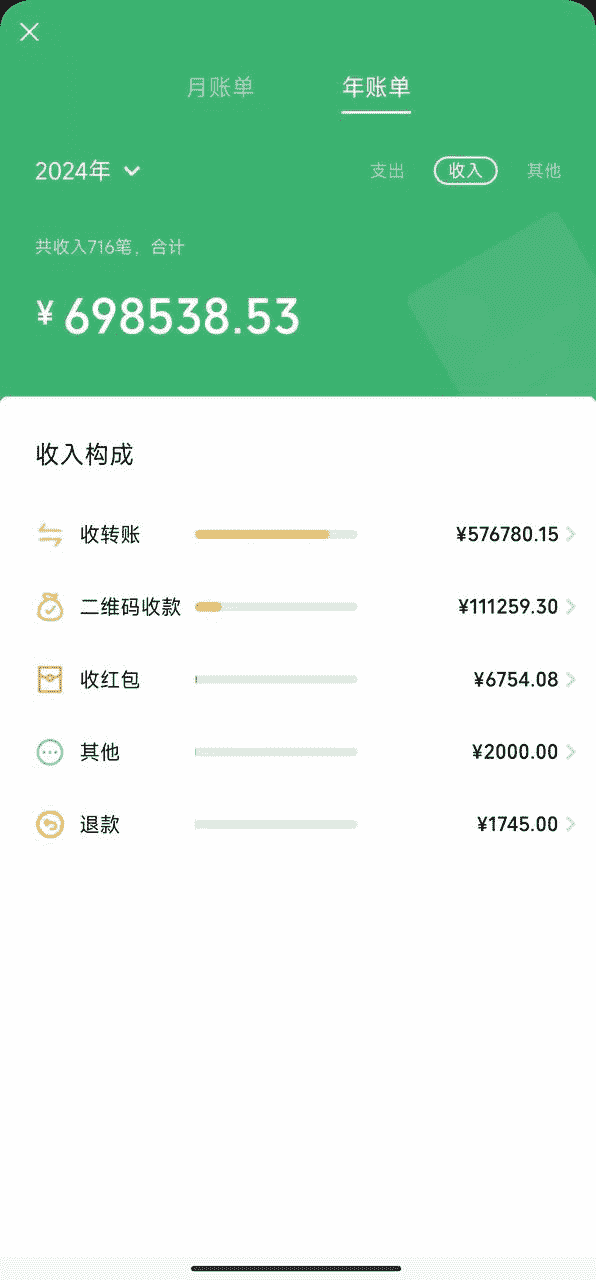 月账单 年账单
2024年 支出 收入 其他
共收入716笔，合计
¥698538.53
收入构成
收转账 ¥576780.15
二维码收款 ¥111259.30
收红包 ¥6754.08
其他 ¥2000.00
退款 ¥1745.00